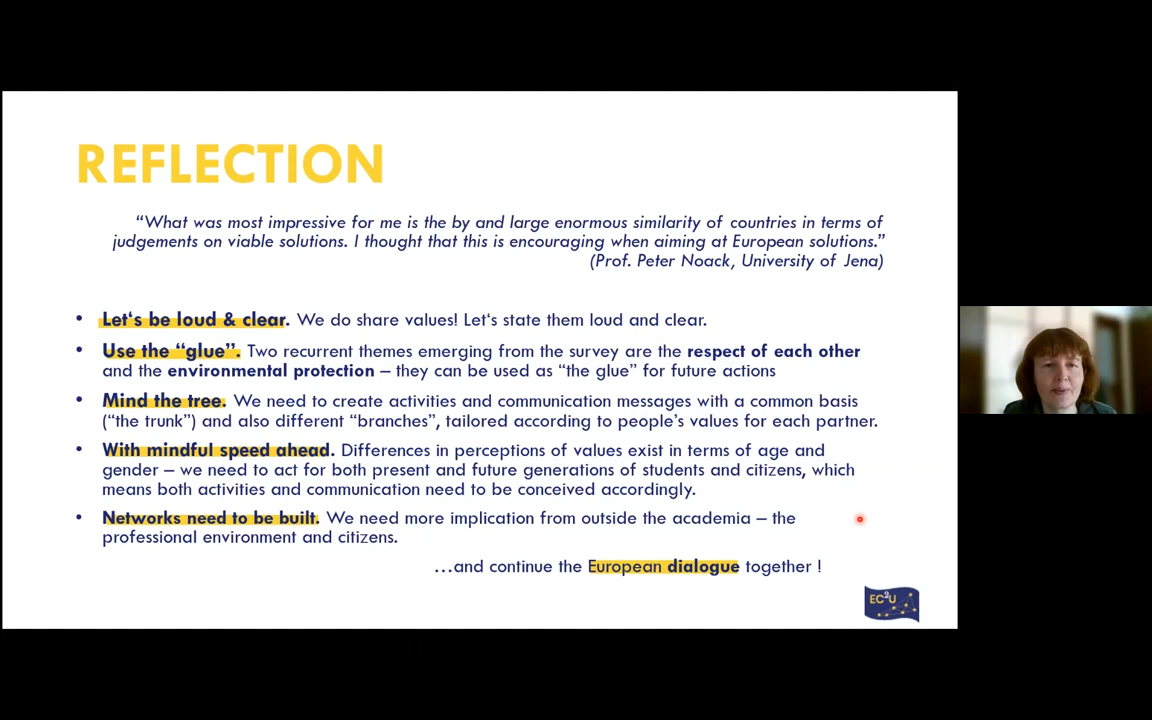 REFLECTION
“What was most impressive for me is the by and large enormous similarity of countries in terms of
judgements on viable solutions. I thought that this is encouraging when aiming at European solutions.”
(Prof. Peter Noack, University of Jena)
• Let‘s be loud & clear. We do share values! Let‘s state them loud and clear.
• Use the “glue”. Two recurrent themes emerging from the survey are the respect of each other
and the environmental protection – they can be used as “the glue” for future actions
• Mind the tree. We need to create activities and communication messages with a common basis
(“the trunk”) and also different “branches”, tailored according to people’s values for each partner.
• With mindful speed ahead. Differences in perceptions of values exist in terms of age and
gender – we need to act for both present and future generations of students and citizens, which
means both activities and communication need to be conceived accordingly.
• Networks need to be built. We need more implication from outside the academia – the
professional environment and citizens.
…and continue the European dialogue together !
EC2U